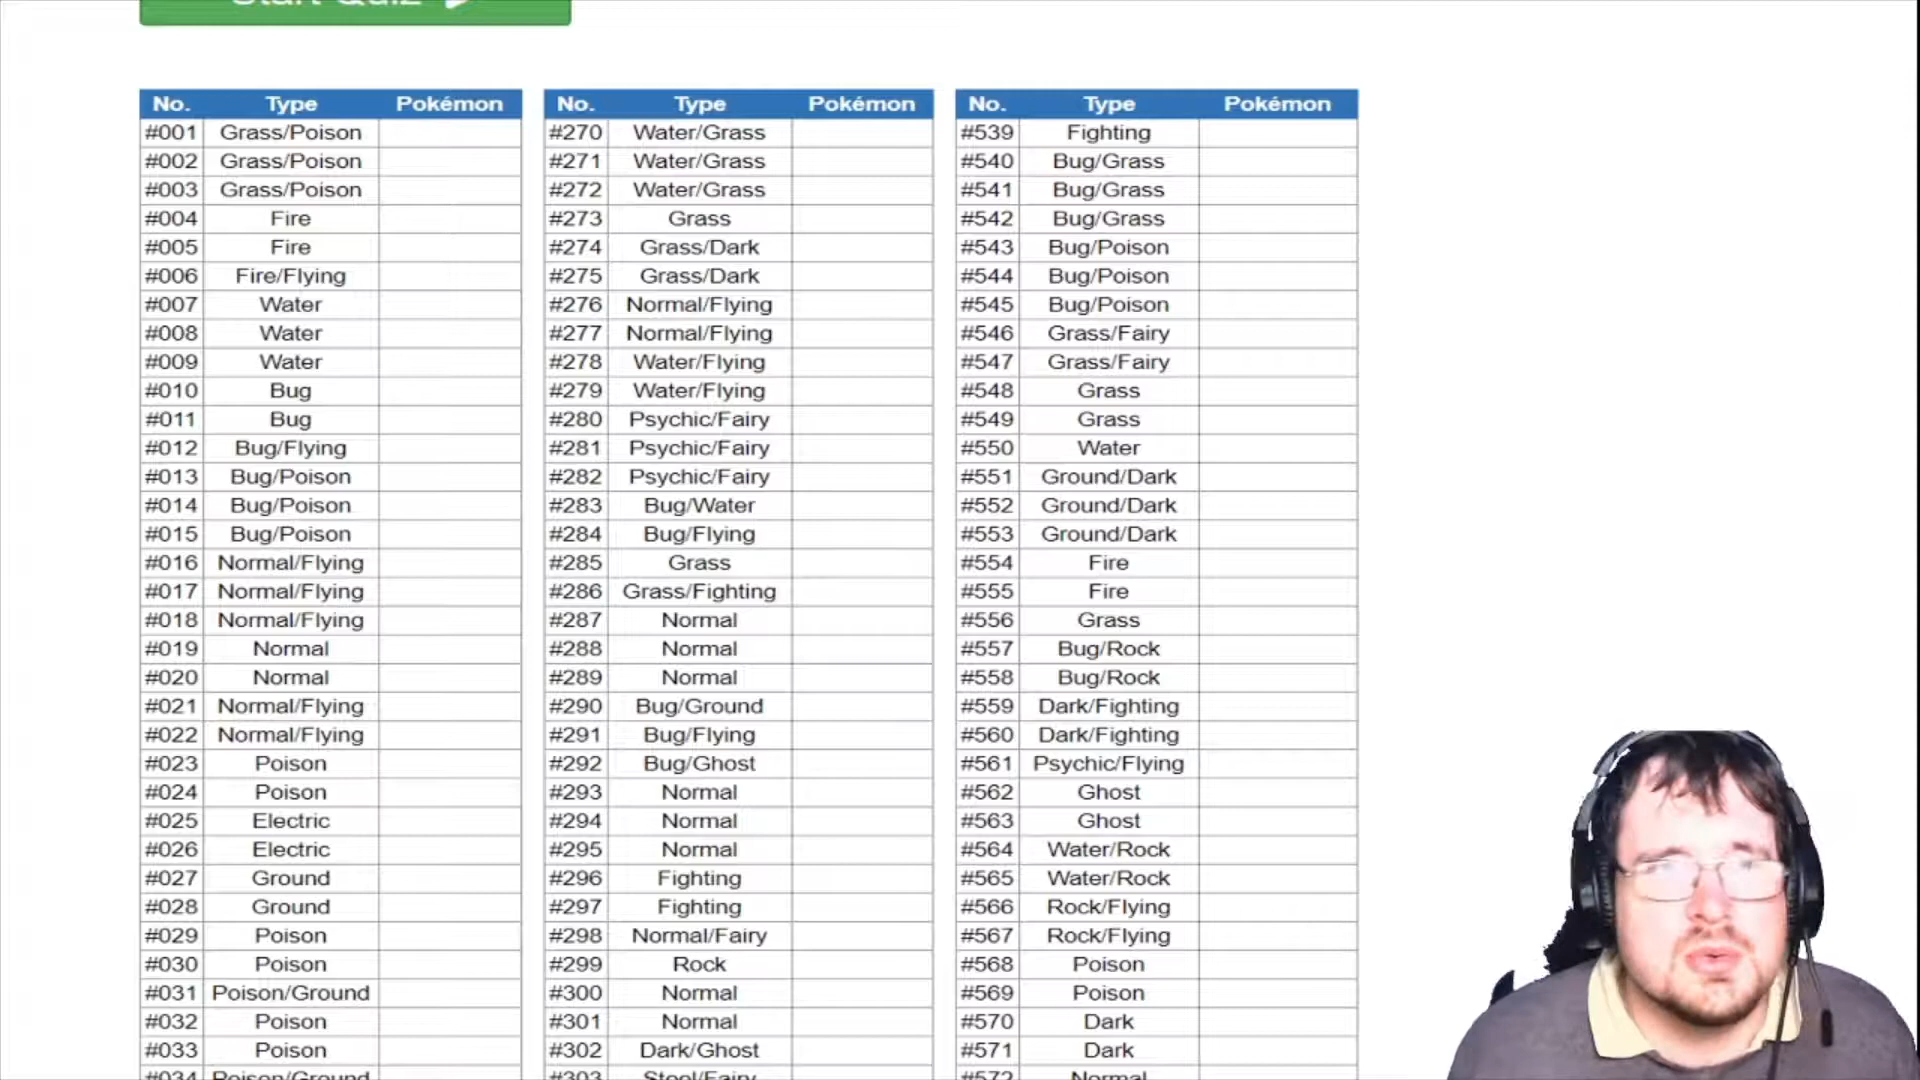 Start Quiz
No. Type Pokémon
#001 Grass/Poison
#002 Grass/Poison
#003 Grass/Poison
#004 Fire
#005 Fire
#006 Fire/Flying
#007 Water
#008 Water
#009 Water
#010 Bug
#011 Bug
#012 Bug/Flying
#013 Bug/Poison
#014 Bug/Poison
#015 Bug/Poison
#016 Normal/Flying
#017 Normal/Flying
#018 Normal/Flying
#019 Normal
#020 Normal
#021 Normal/Flying
#022 Normal/Flying
#023 Poison
#024 Poison
#025 Electric
#026 Electric
#027 Ground
#028 Ground
#029 Poison
#030 Poison
#031 Poison/Ground
#032 Poison
#033 Poison
#034 Poison/Ground
No. Type Pokémon
#270 Water/Grass
#271 Water/Grass
#272 Water/Grass
#273 Grass
#274 Grass/Dark
#275 Grass/Dark
#276 Normal/Flying
#277 Normal/Flying
#278 Water/Flying
#279 Water/Flying
#280 Psychic/Fairy
#281 Psychic/Fairy
#282 Psychic/Fairy
#283 Bug/Water
#284 Bug/Flying
#285 Grass
#286 Grass/Fighting
#287 Normal
#288 Normal
#289 Normal
#290 Bug/Ground
#291 Bug/Flying
#292 Bug/Ghost
#293 Normal
#294 Normal
#295 Normal
#296 Fighting
#297 Fighting
#298 Normal/Fairy
#299 Rock
#300 Normal
#301 Normal
#302 Dark/Ghost
#303 Steel/Fairy
No. Type Pokémon
#539 Fighting
#540 Bug/Grass
#541 Bug/Grass
#542 Bug/Grass
#543 Bug/Poison
#544 Bug/Poison
#545 Bug/Poison
#546 Grass/Fairy
#547 Grass/Fairy
#548 Grass
#549 Grass
#550 Water
#551 Ground/Dark
#552 Ground/Dark
#553 Ground/Dark
#554 Fire
#555 Fire
#556 Grass
#557 Bug/Rock
#558 Bug/Rock
#559 Dark/Fighting
#560 Dark/Fighting
#561 Psychic/Flying
#562 Ghost
#563 Ghost
#564 Water/Rock
#565 Water/Rock
#566 Rock/Flying
#567 Rock/Flying
#568 Poison
#569 Poison
#570 Dark
#571 Dark
#572 Normal